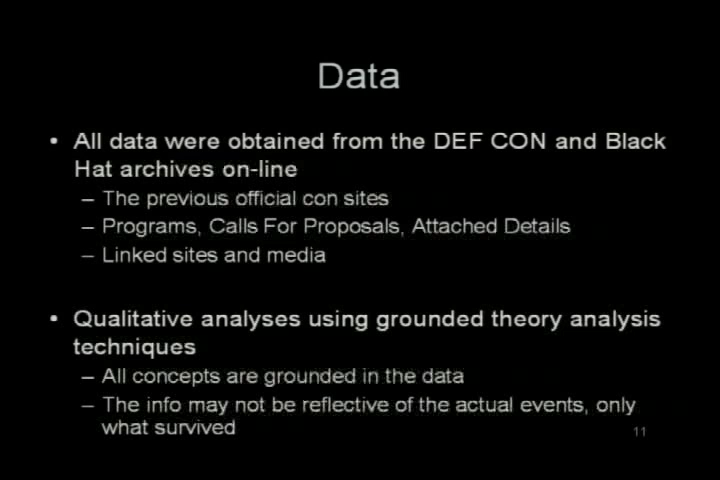 Data
• All data were obtained from the DEF CON and Black
Hat archives on-line
– The previous official con sites
– Programs, Calls For Proposals, Attached Details
– Linked sites and media
• Qualitative analyses using grounded theory analysis
techniques
– All concepts are grounded in the data
– The info may not be reflective of the actual events, only
what survived
11